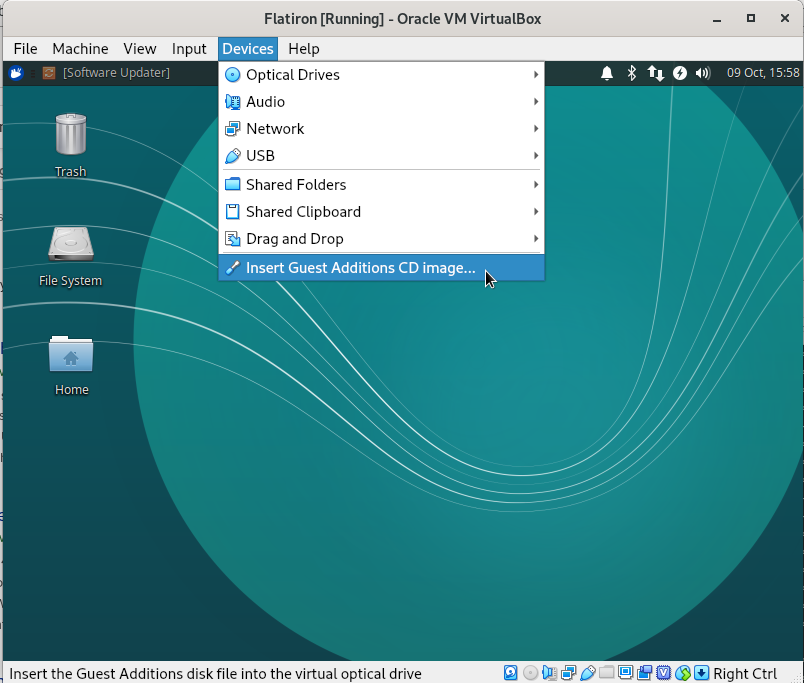 Flatiron [Running] - Oracle VM VirtualBox
File Machine View Input Devices Help
[Software Updater]
09 Oct, 15:58
Optical Drives
Audio
Network
USB
Shared Folders
Shared Clipboard
Drag and Drop
Insert Guest Additions CD image...
Trash
File System
Home
Insert the Guest Additions disk file into the virtual optical drive
Right Ctrl